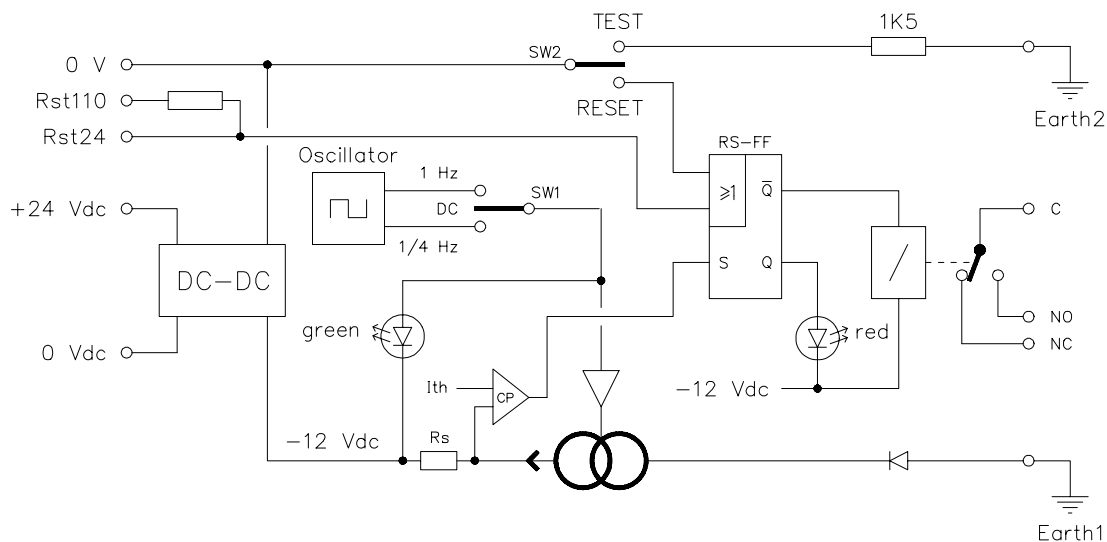 TEST
1K5
SW2
0 V
Rst110
RESET
Rst24
Earth2
RS-FF
Oscillator
1 Hz
≥1
Q̅
SW1
DC
+24 Vdc
C
1/4 Hz
DC-DC
S
Q
green
red
NO
0 Vdc
NC
Ith
CP
-12 Vdc
-12 Vdc
Rs
Earth1